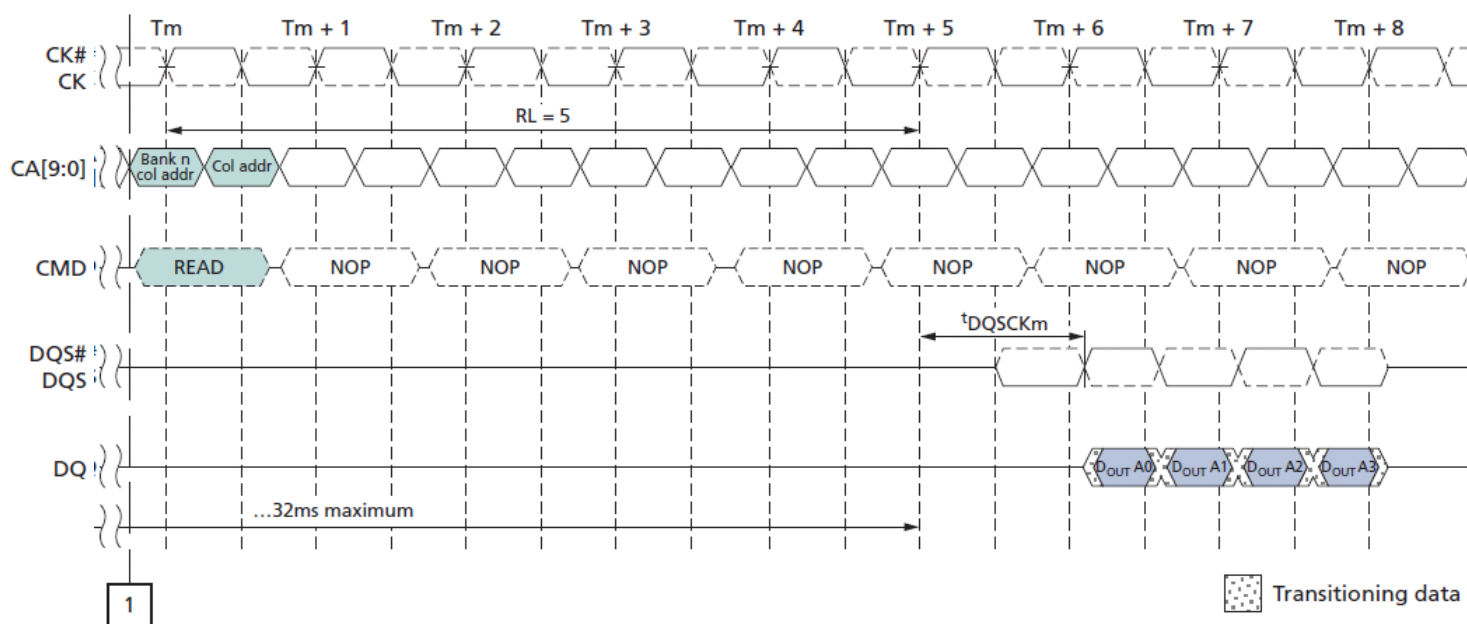 Tm Tm + 1 Tm + 2 Tm + 3 Tm + 4 Tm + 5 Tm + 6 Tm + 7 Tm + 8
CK#
CK
RL = 5
CA[9:0] Bank n col addr Col addr
CMD READ NOP NOP NOP NOP NOP NOP NOP NOP
tDQSCKm
DQS#
DQS
DQ DOUT A0 DOUT A1 DOUT A2 DOUT A3
...32ms maximum
1
Transitioning data